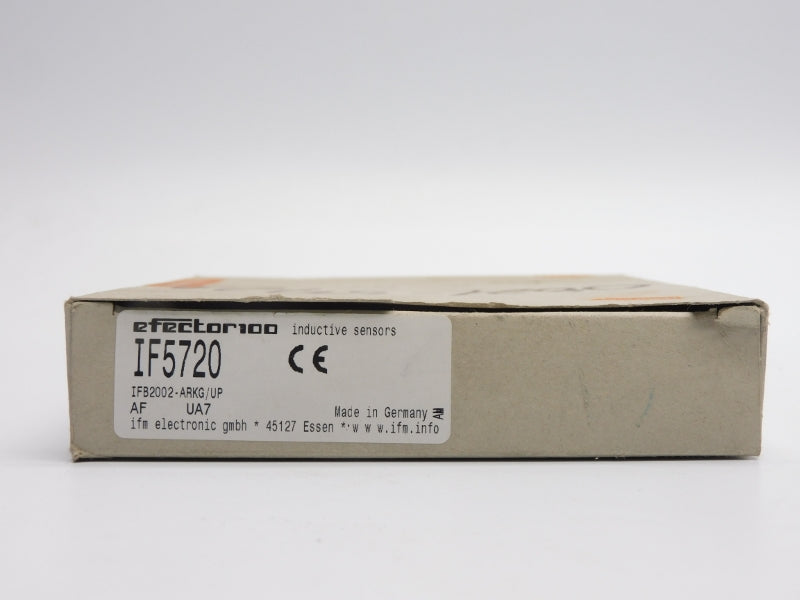 efector100 inductive sensors
IF5720 CE
IFB2002-ARKG/UP
AF UA7 Made in Germany
ifm electronic gmbh * 45127 Essen * www.ifm.info